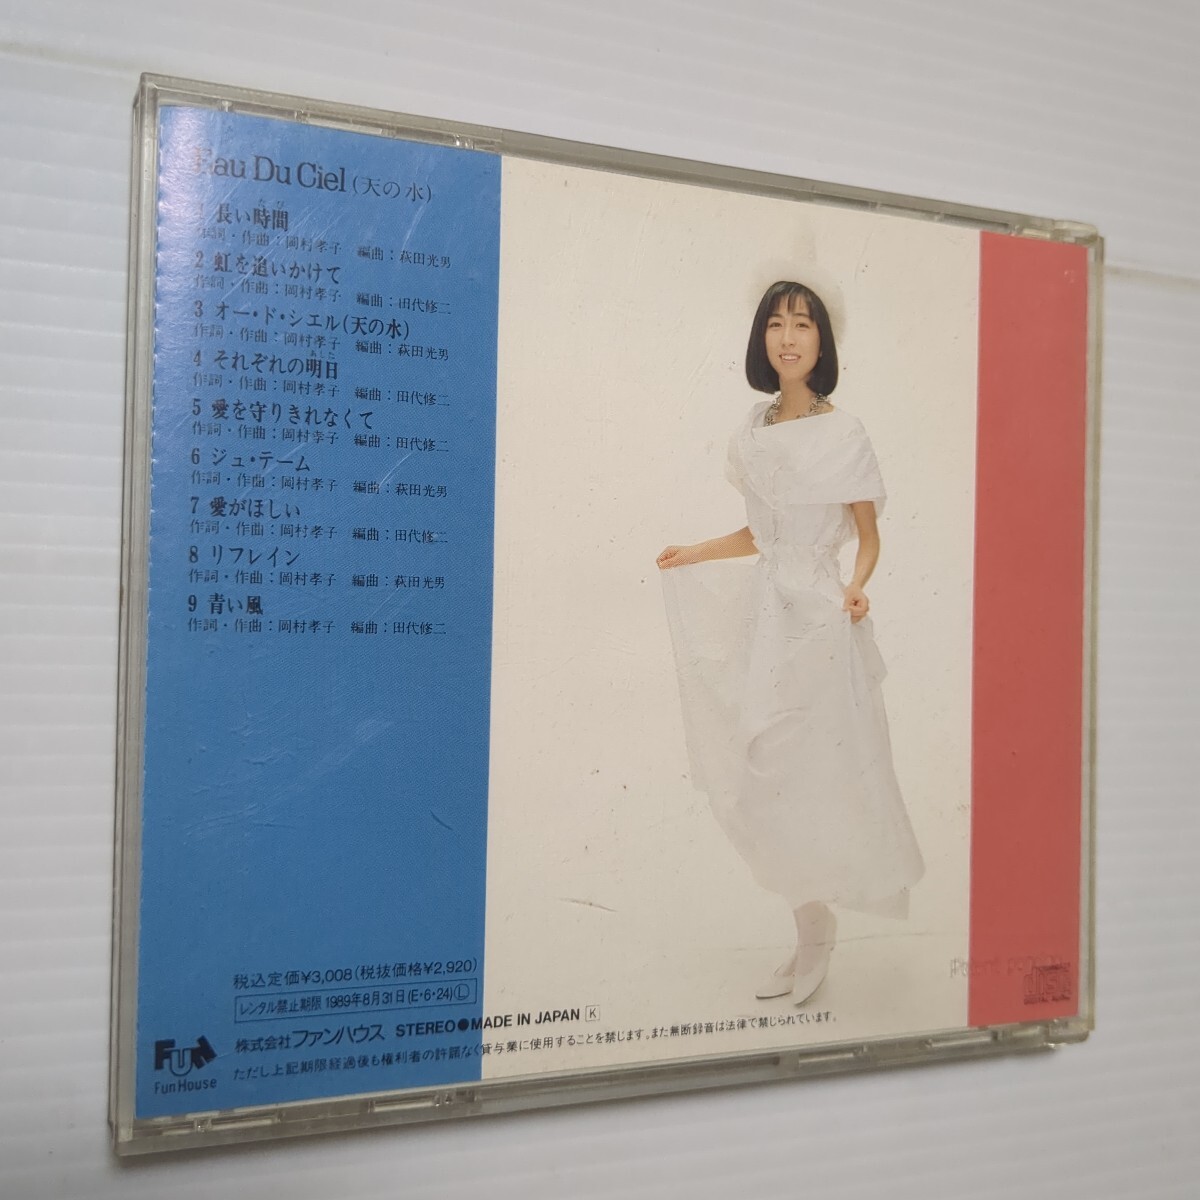 Eau Du Ciel (天の水)
1 長い時間
たび
作詞・作曲：岡村孝子 編曲：萩田光男
2 虹を追いかけて
作詞・作曲：岡村孝子 編曲：田代修二
3 オー・ド・シエル(天の水)
作詞・作曲：岡村孝子 編曲：萩田光男
4 それぞれの明日
あした
作詞・作曲：岡村孝子 編曲：田代修二
5 愛を守りきれなくて
作詞・作曲：岡村孝子 編曲：田代修二
6 ジュ・テーム
作詞・作曲：岡村孝子 編曲：萩田光男
7 愛がほしい
作詞・作曲：岡村孝子 編曲：田代修二
8 リフレイン
作詞・作曲：岡村孝子 編曲：萩田光男
9 青い風
作詞・作曲：岡村孝子 編曲：田代修二
税込定価¥3,008(税抜価格¥2,920)
レンタル禁止期限 1989年8月31日(E・6・24) Ⓛ
株式会社ファンハウス STEREO●MADE IN JAPAN K
ただし上記期限経過後も権利者の許諾なく貸与業に使用することを禁じます。また無断録音は法律で禁じられています。
Fun
Fun House
disc